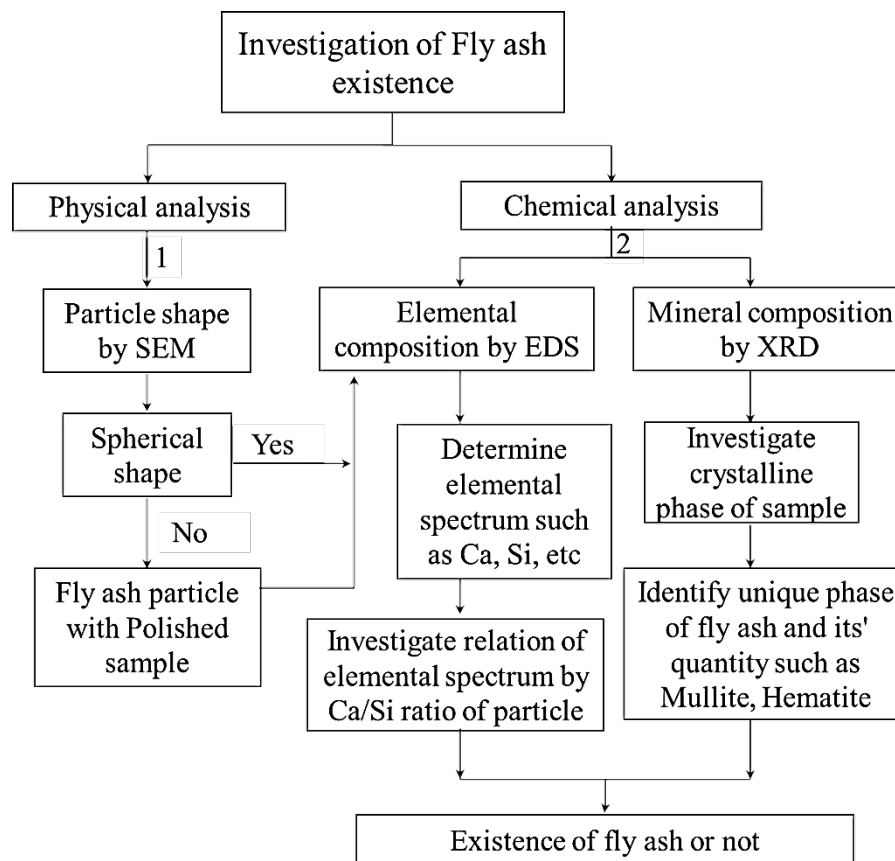 Investigation of Fly ash
existence
Physical analysis
Chemical analysis
1
2
Particle shape
by SEM
Elemental
composition by EDS
Mineral composition
by XRD
Spherical
shape
Yes
No
Determine
elemental
spectrum such
as Ca, Si, etc
Investigate
crystalline
phase of sample
Fly ash particle
with Polished
sample
Investigate relation of
elemental spectrum by
Ca/Si ratio of particle
Identify unique phase
of fly ash and its'
quantity such as
Mullite, Hematite
Existence of fly ash or not